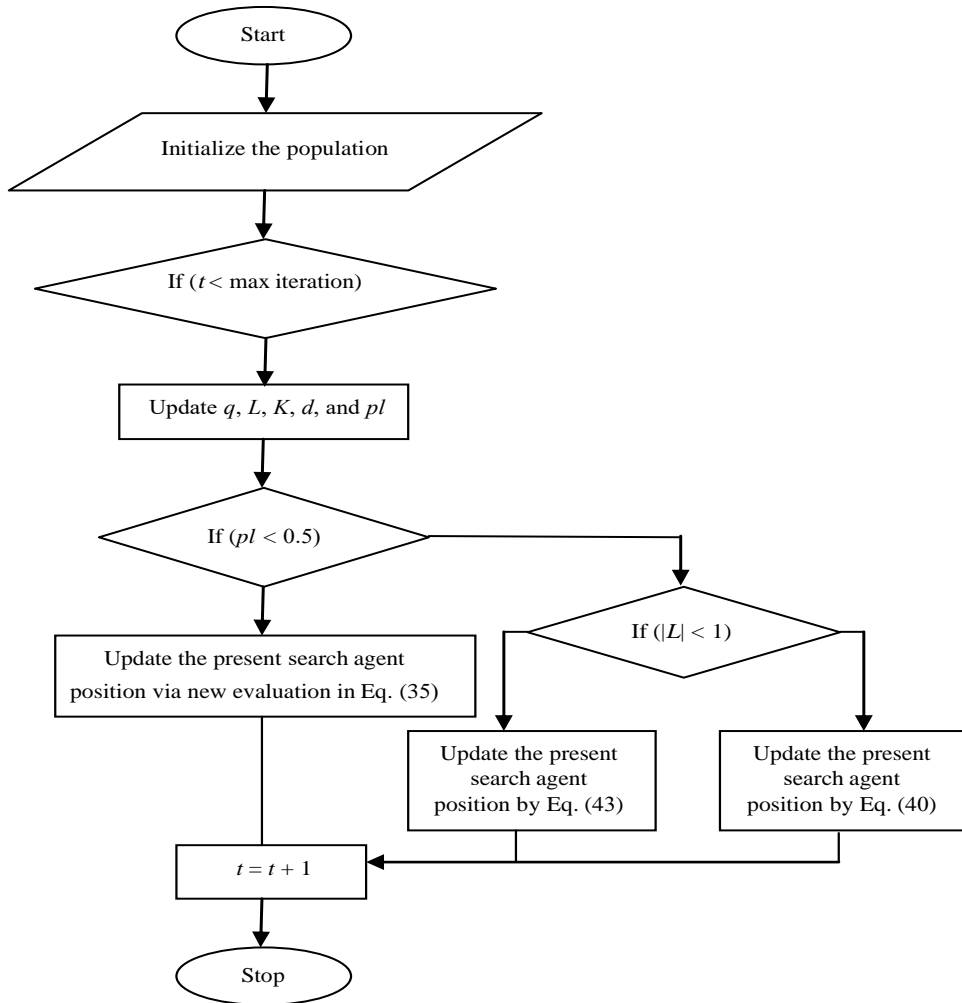 Start
Initialize the population
If (t < max iteration)
Update q, L, K, d, and pl
If (pl < 0.5)
If (|L| < 1)
Update the present search agent
position via new evaluation in Eq. (35)
Update the present
search agent
position by Eq. (43)
Update the present
search agent
position by Eq. (40)
t = t + 1
Stop